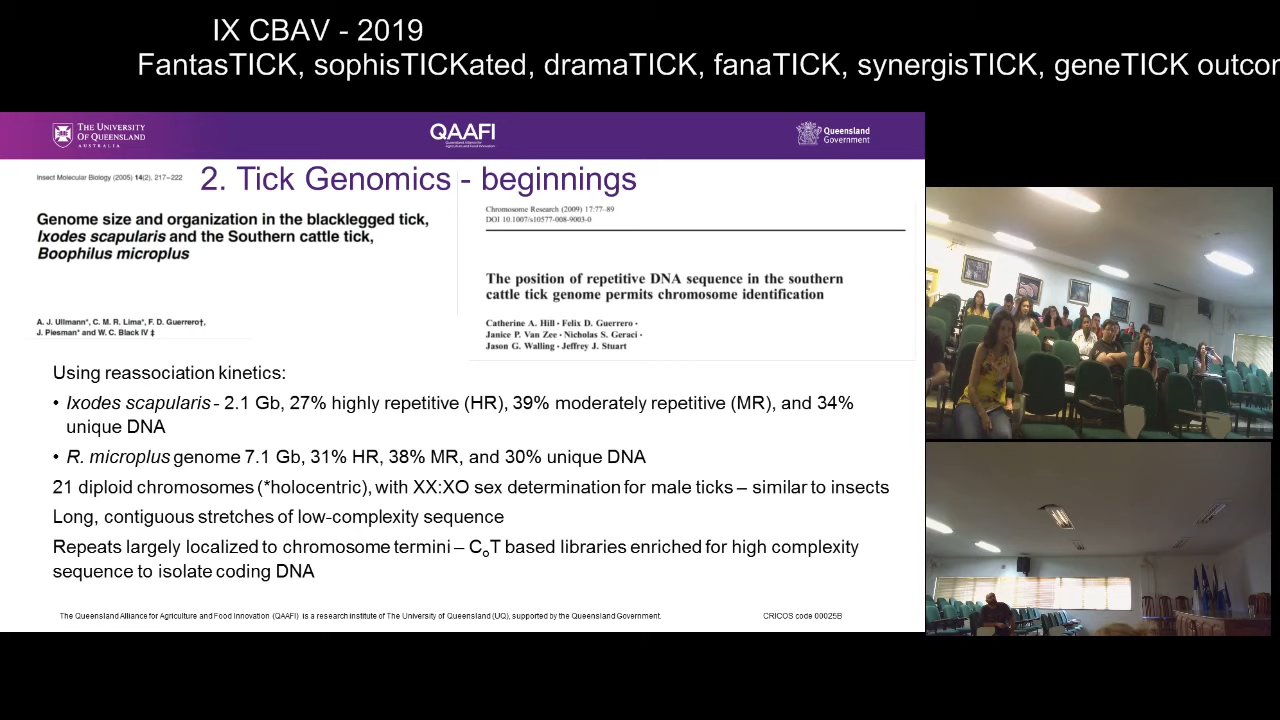 IX CBAV - 2019
FantasTICK, sophisTICKated, dramaTICK, fanaTICK, synergisTICK, geneTICK outcor
THE UNIVERSITY
OF QUEENSLAND
AUSTRALIA
QAAFI
Queensland Alliance for
Agriculture and Food Innovation
Queensland
Government
2. Tick Genomics - beginnings
Insect Molecular Biology (2005) 14(2), 217–222
Genome size and organization in the blacklegged tick,
Ixodes scapularis and the Southern cattle tick,
Boophilus microplus
A. J. Ullmann*, C. M. R. Lima*, F. D. Guerrero†,
J. Piesman* and W. C. Black IV ‡
Chromosome Research (2009) 17:77–89
DOI 10.1007/s10577-008-9003-0
The position of repetitive DNA sequence in the southern
cattle tick genome permits chromosome identification
Catherine A. Hill · Felix D. Guerrero ·
Janice P. Van Zee · Nicholas S. Geraci ·
Jason G. Walling · Jeffrey J. Stuart
Using reassociation kinetics:
• Ixodes scapularis - 2.1 Gb, 27% highly repetitive (HR), 39% moderately repetitive (MR), and 34%
unique DNA
• R. microplus genome 7.1 Gb, 31% HR, 38% MR, and 30% unique DNA
21 diploid chromosomes (*holocentric), with XX:XO sex determination for male ticks – similar to insects
Long, contiguous stretches of low-complexity sequence
Repeats largely localized to chromosome termini – CoT based libraries enriched for high complexity
sequence to isolate coding DNA
The Queensland Alliance for Agriculture and Food Innovation (QAAFI) is a research institute of The University of Queensland (UQ), supported by the Queensland Government.
CRICOS code 00025B